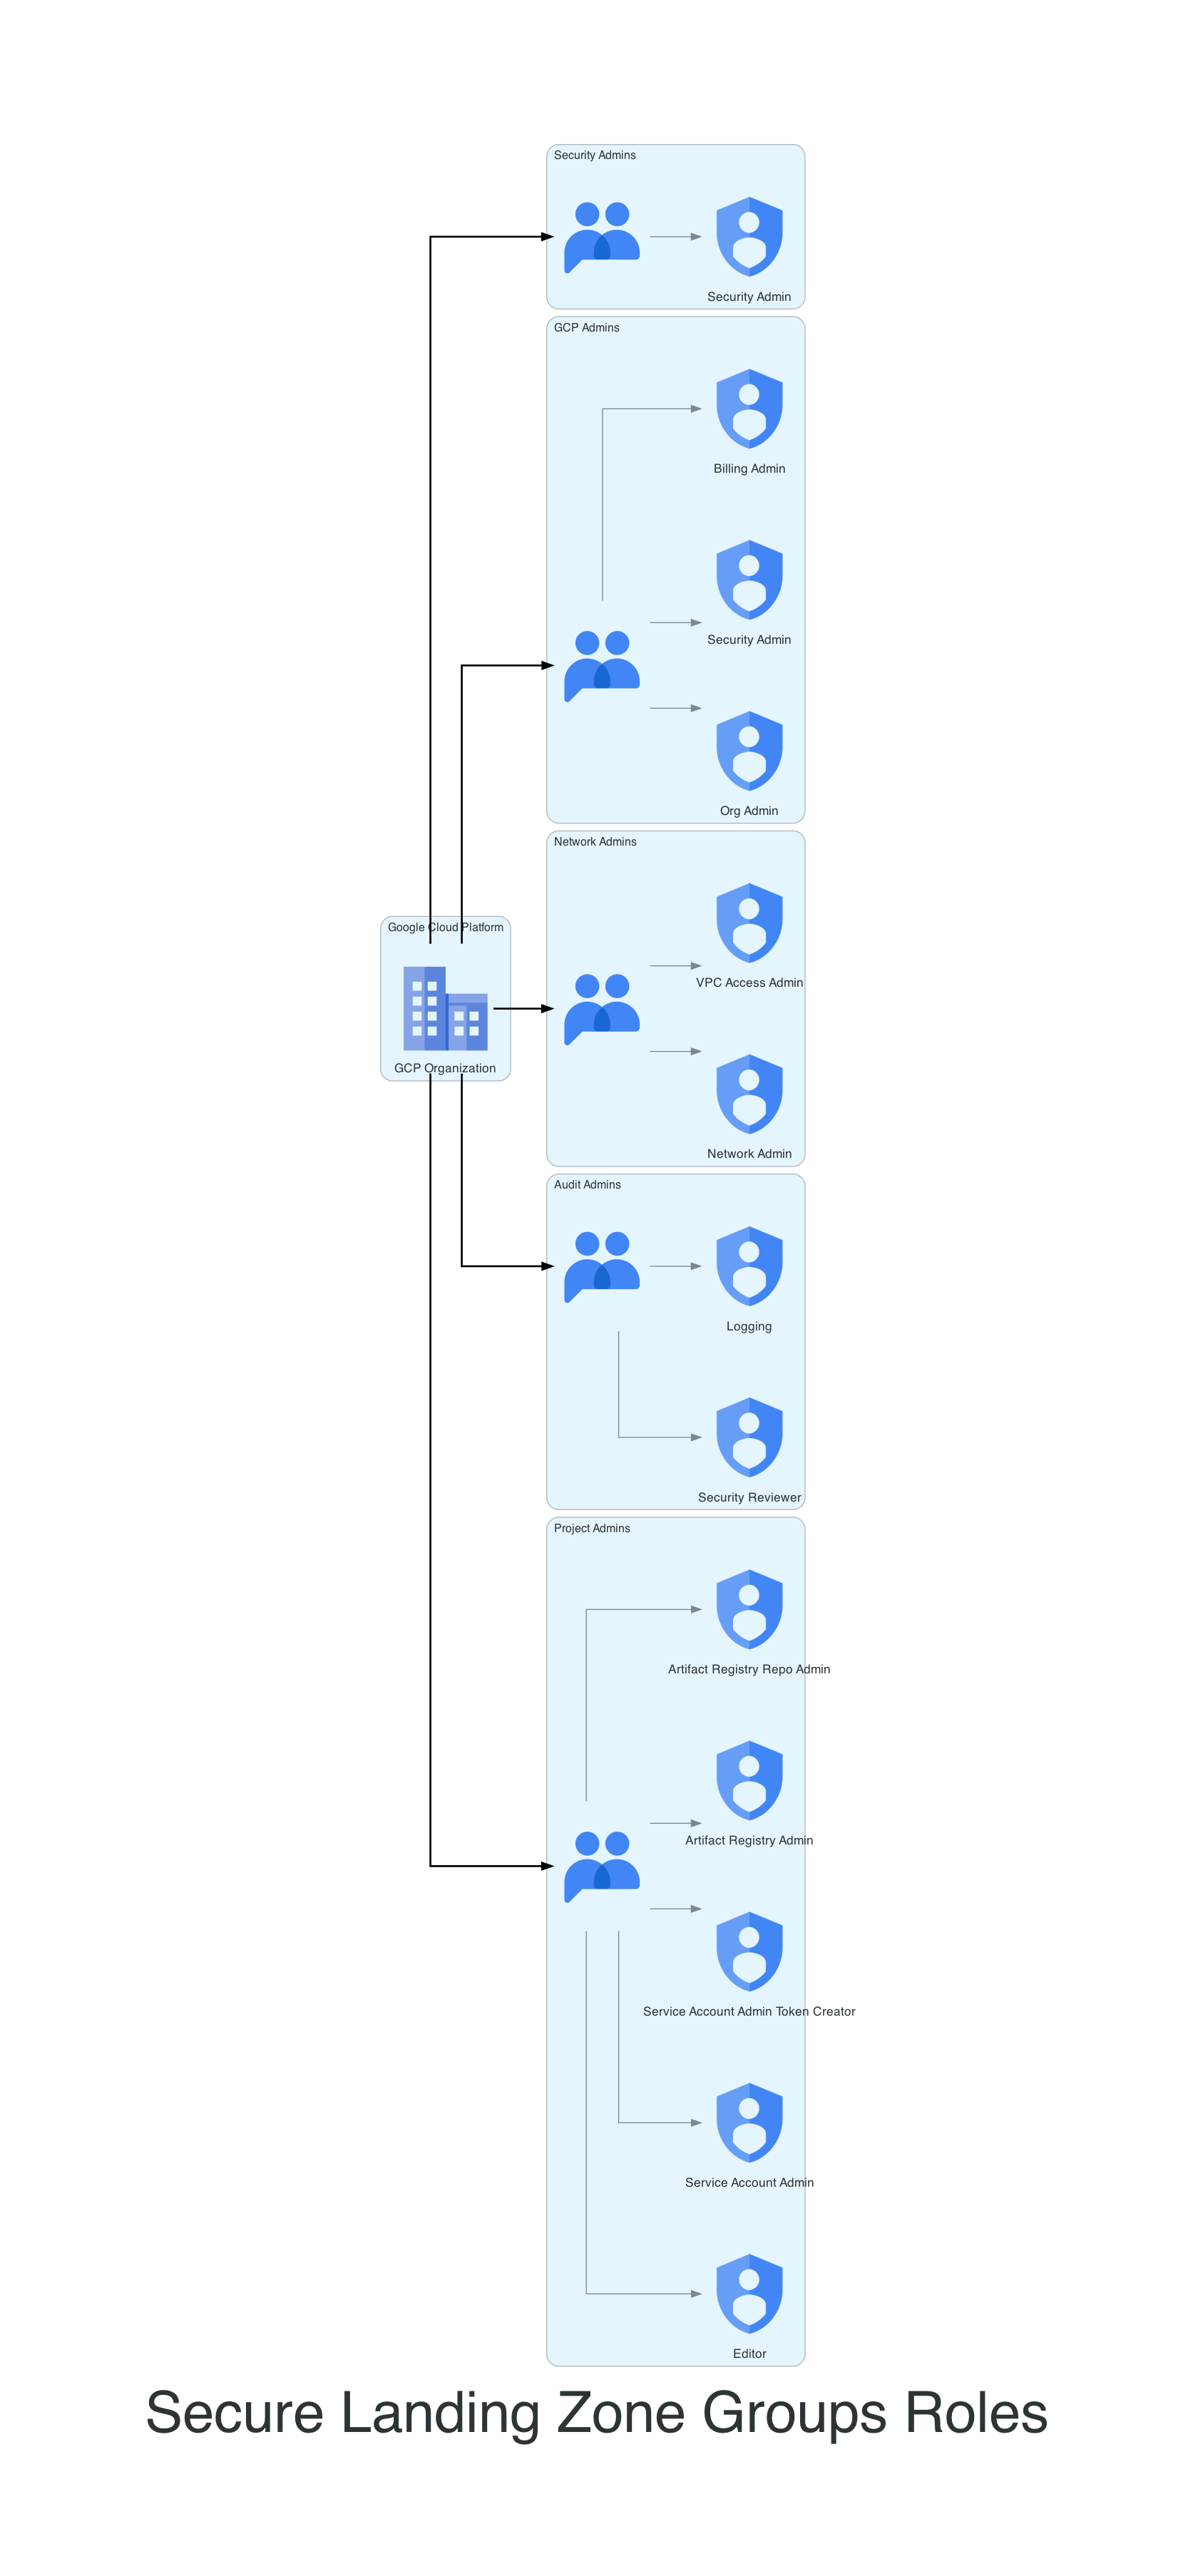 Security Admins
Security Admin
GCP Admins
Billing Admin
Security Admin
Org Admin
Network Admins
VPC Access Admin
Google Cloud Platform
GCP Organization
Network Admin
Audit Admins
Logging
Security Reviewer
Project Admins
Artifact Registry Repo Admin
Artifact Registry Admin
Service Account Admin Token Creator
Service Account Admin
Editor
Secure Landing Zone Groups Roles